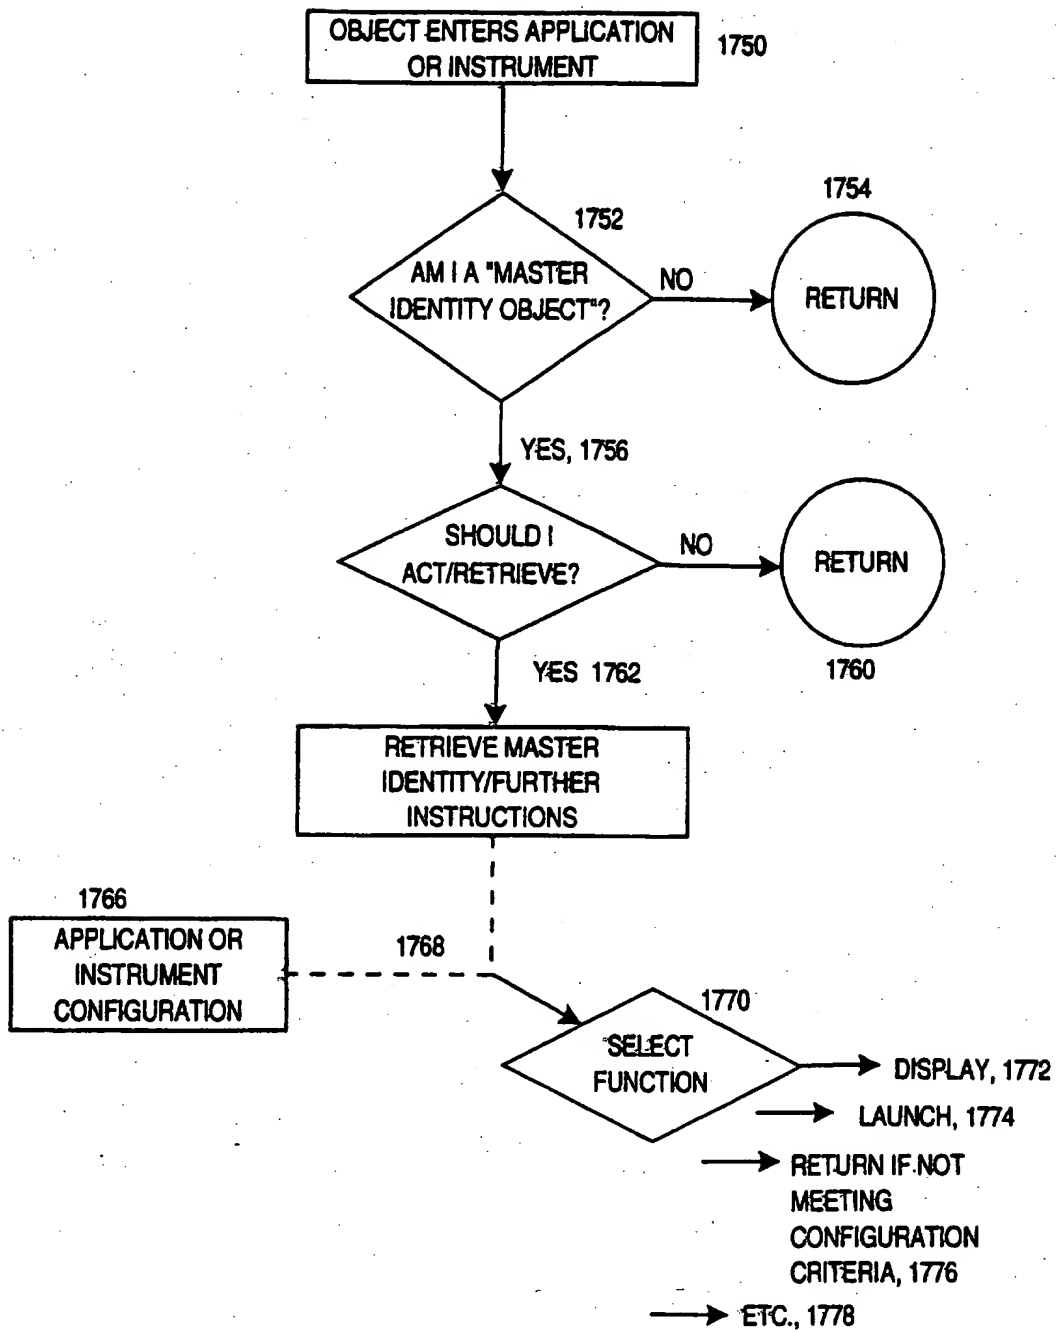 OBJECT ENTERS APPLICATION
OR INSTRUMENT
1750
1752
AM I A "MASTER
IDENTITY OBJECT"?
NO
1754
RETURN
YES, 1756
SHOULD I
ACT/RETRIEVE?
NO
RETURN
1760
YES 1762
RETRIEVE MASTER
IDENTITY/FURTHER
INSTRUCTIONS
1766
APPLICATION OR
INSTRUMENT
CONFIGURATION
1768
1770
SELECT
FUNCTION
DISPLAY, 1772
LAUNCH, 1774
RETURN IF NOT
MEETING
CONFIGURATION
CRITERIA, 1776
ETC., 1778